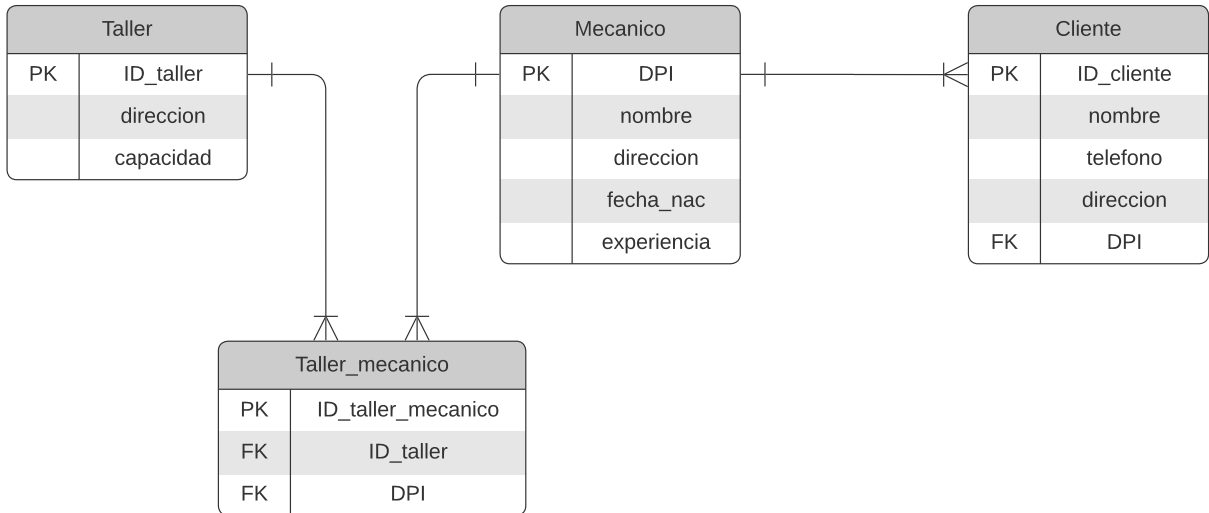 Taller
PK ID_taller
direccion
capacidad
Mecanico
PK DPI
nombre
direccion
fecha_nac
experiencia
Cliente
PK ID_cliente
nombre
telefono
direccion
FK DPI
Taller_mecanico
PK ID_taller_mecanico
FK ID_taller
FK DPI